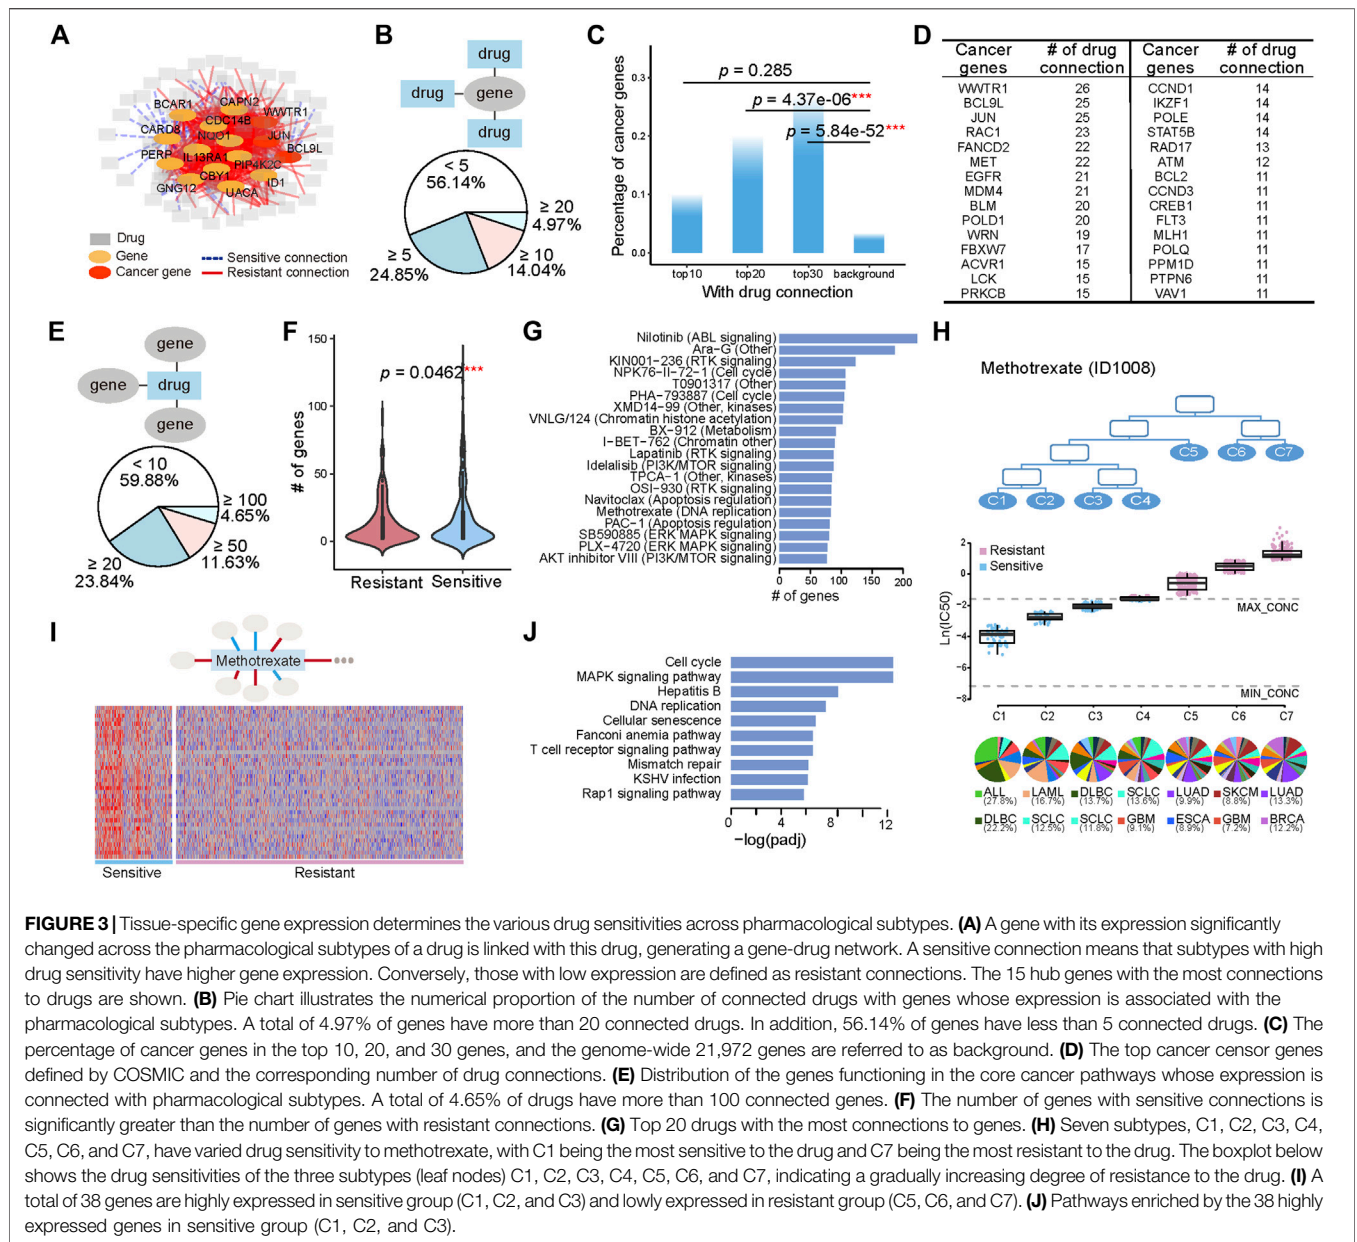 A
BCAR1
CAPN2
WWTR1
CDC14B
CARD8
NQO1
JUN
PERP
IL13RA1
BCL9L
PIP4K2C
CBY1
GNG12
ID1
UACA
Drug
Gene
Cancer gene
Sensitive connection
Resistant connection
B
drug
drug
gene
drug
< 5
56.14%
≥ 20
4.97%
≥ 5
24.85%
≥ 10
14.04%
C
Percentage of cancer genes
0.3
0.2
0.1
0.0
p = 0.285
p = 4.37e-06***
p = 5.84e-52***
top10 top20 top30 background
With drug connection
D
Cancer genes # of drug connection Cancer genes # of drug connection
WWTR1 26 CCND1 14
BCL9L 25 IKZF1 14
JUN 25 POLE 14
RAC1 23 STAT5B 14
FANCD2 22 RAD17 13
MET 22 ATM 12
EGFR 21 BCL2 11
MDM4 21 CCND3 11
BLM 20 CREB1 11
POLD1 20 FLT3 11
WRN 19 MLH1 11
FBXW7 17 POLQ 11
ACVR1 15 PPM1D 11
LCK 15 PTPN6 11
PRKCB 15 VAV1 11
E
gene
gene
drug
gene
< 10
59.88%
≥ 100
4.65%
≥ 50
11.63%
≥ 20
23.84%
F
# of genes
150
100
50
0
p = 0.0462***
Resistant Sensitive
G
Nilotinib (ABL signaling)
Ara-G (Other)
KIN001-236 (RTK signaling)
NPK76-II-72-1 (Cell cycle)
T0901317 (Other)
PHA-793887 (Cell cycle)
XMD14-99 (Other, kinases)
VNLG/124 (Chromatin histone acetylation)
BX-912 (Metabolism)
I-BET-762 (Chromatin other)
Lapatinib (RTK signaling)
Idelalisib (PI3K/MTOR signaling)
TPCA-1 (Other, kinases)
OSI-930 (RTK signaling)
Navitoclax (Apoptosis regulation)
Methotrexate (DNA replication)
PAC-1 (Apoptosis regulation)
SB590885 (ERK MAPK signaling)
PLX-4720 (ERK MAPK signaling)
AKT inhibitor VIII (PI3K/MTOR signaling)
0 50 100 150 200
# of genes
H
Methotrexate (ID1008)
C5 C6 C7
C1 C2 C3 C4
Ln(IC50)
2
0
−2
−4
−6
−8
Resistant
Sensitive
MAX_CONC
MIN_CONC
C1 C2 C3 C4 C5 C6 C7
ALL LAML DLBC SCLC LUAD SKCM LUAD
(27.8%) (16.7%) (13.7%) (13.6%) (9.9%) (8.8%) (13.3%)
DLBC SCLC SCLC GBM ESCA GBM BRCA
(22.2%) (12.5%) (11.8%) (9.1%) (8.9%) (7.2%) (12.2%)
I
Methotrexate
Sensitive Resistant
J
Cell cycle
MAPK signaling pathway
Hepatitis B
DNA replication
Cellular senescence
Fanconi anemia pathway
T cell receptor signaling pathway
Mismatch repair
KSHV infection
Rap1 signaling pathway
0 4 8 12
−log(padj)
FIGURE 3 | Tissue-specific gene expression determines the various drug sensitivities across pharmacological subtypes. (A) A gene with its expression significantly
changed across the pharmacological subtypes of a drug is linked with this drug, generating a gene-drug network. A sensitive connection means that subtypes with high
drug sensitivity have higher gene expression. Conversely, those with low expression are defined as resistant connections. The 15 hub genes with the most connections
to drugs are shown. (B) Pie chart illustrates the numerical proportion of the number of connected drugs with genes whose expression is associated with the
pharmacological subtypes. A total of 4.97% of genes have more than 20 connected drugs. In addition, 56.14% of genes have less than 5 connected drugs. (C) The
percentage of cancer genes in the top 10, 20, and 30 genes, and the genome-wide 21,972 genes are referred to as background. (D) The top cancer censor genes
defined by COSMIC and the corresponding number of drug connections. (E) Distribution of the genes functioning in the core cancer pathways whose expression is
connected with pharmacological subtypes. A total of 4.65% of drugs have more than 100 connected genes. (F) The number of genes with sensitive connections is
significantly greater than the number of genes with resistant connections. (G) Top 20 drugs with the most connections to genes. (H) Seven subtypes, C1, C2, C3, C4,
C5, C6, and C7, have varied drug sensitivity to methotrexate, with C1 being the most sensitive to the drug and C7 being the most resistant to the drug. The boxplot below
shows the drug sensitivities of the three subtypes (leaf nodes) C1, C2, C3, C4, C5, C6, and C7, indicating a gradually increasing degree of resistance to the drug. (I) A
total of 38 genes are highly expressed in sensitive group (C1, C2, and C3) and lowly expressed in resistant group (C5, C6, and C7). (J) Pathways enriched by the 38 highly
expressed genes in sensitive group (C1, C2, and C3).